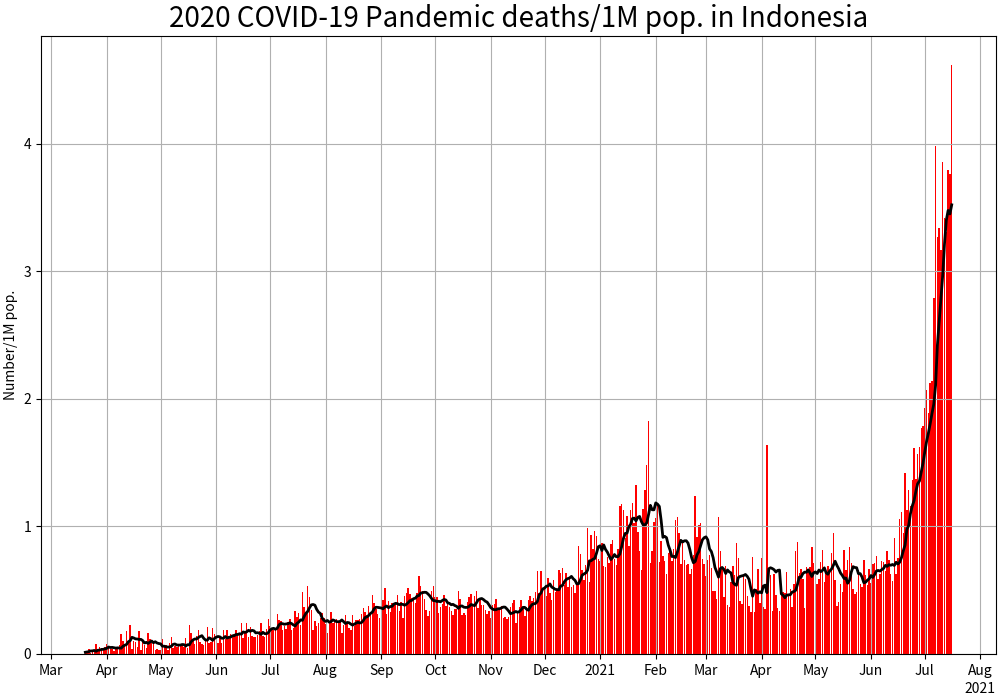 2020 COVID-19 Pandemic deaths/1M pop. in Indonesia
Number/1M pop.
4
3
2
1
0
Mar Apr May Jun Jul Aug Sep Oct Nov Dec 2021 Feb Mar Apr May Jun Jul Aug
2021